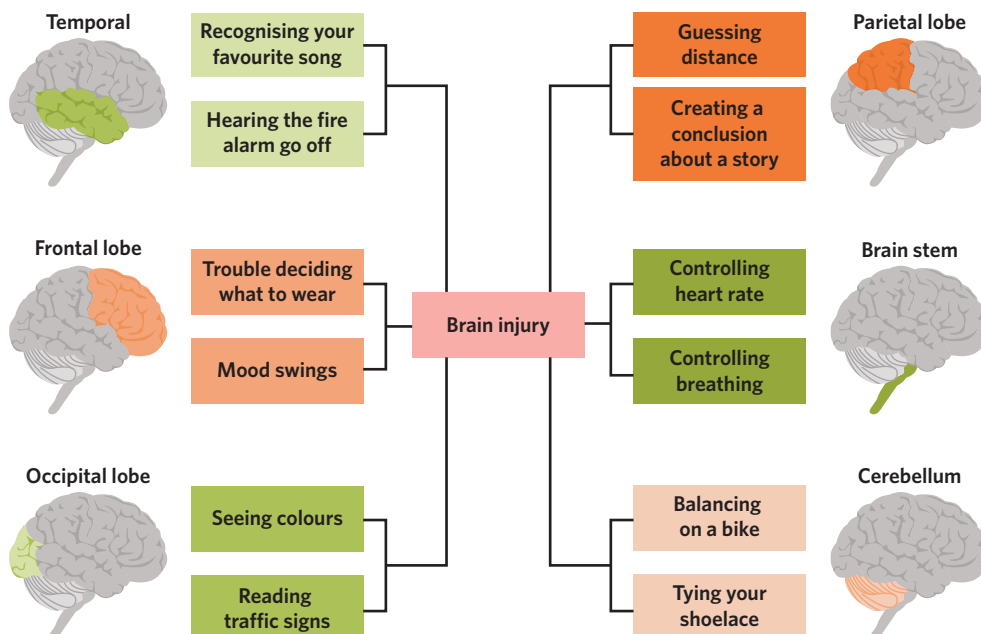 Temporal
Recognising your
favourite song
Hearing the fire
alarm go off
Guessing
distance
Creating a
conclusion
about a story
Parietal lobe
Frontal lobe
Trouble deciding
what to wear
Mood swings
Brain injury
Controlling
heart rate
Controlling
breathing
Brain stem
Occipital lobe
Seeing colours
Reading
traffic signs
Balancing
on a bike
Tying your
shoelace
Cerebellum